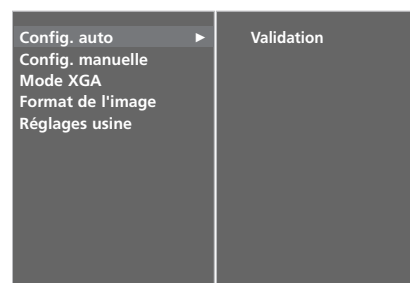 Config. auto ► Validation
Config. manuelle
Mode XGA
Format de l'image
Réglages usine